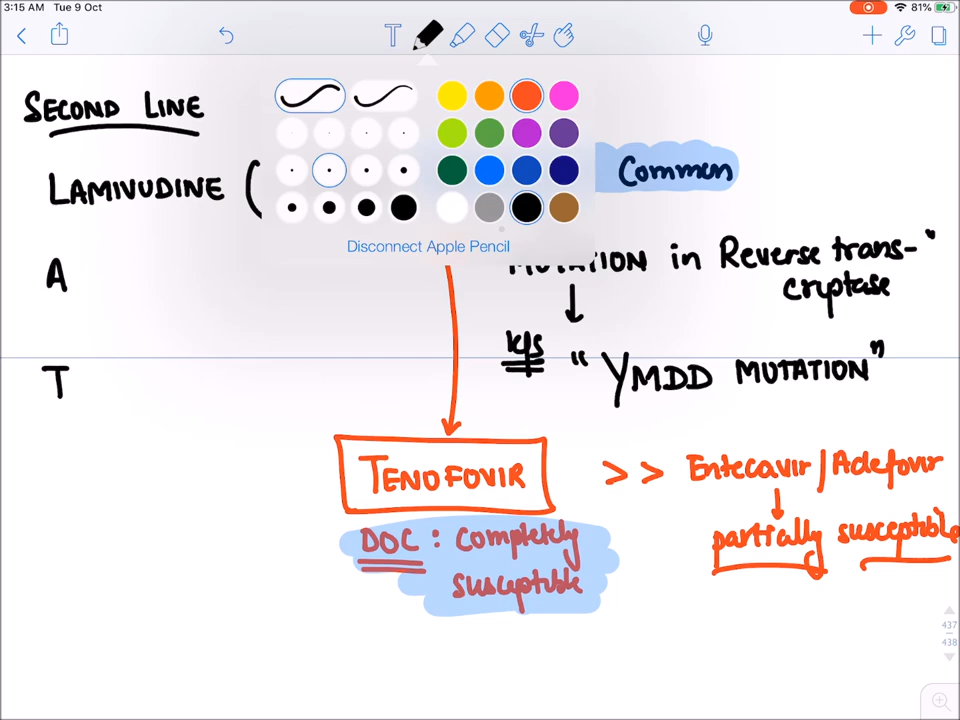 3:15 AM Tue 9 Oct 81%
T
SECOND LINE
LAMIVUDINE ( Common
Disconnect Apple Pencil
A MUTATION in Reverse trans-"
criptase
k/s "YMDD MUTATION"
T
TENOFOVIR >> Entecavir/Adefovir
DOC : Completely partially susceptible
susceptible
437
438